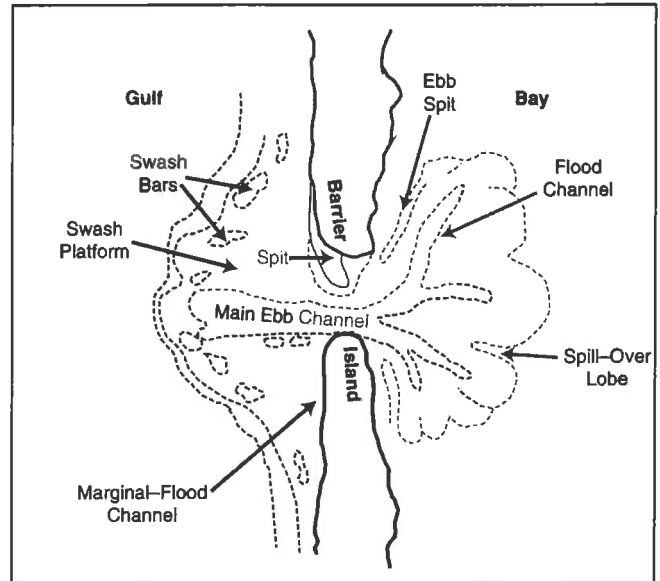 Gulf
Ebb
Spit
Bay
Swash
Bars
Flood
Channel
Barrier
Swash
Platform
Spit
Main Ebb Channel
Island
Spill–Over
Lobe
Marginal–Flood
Channel